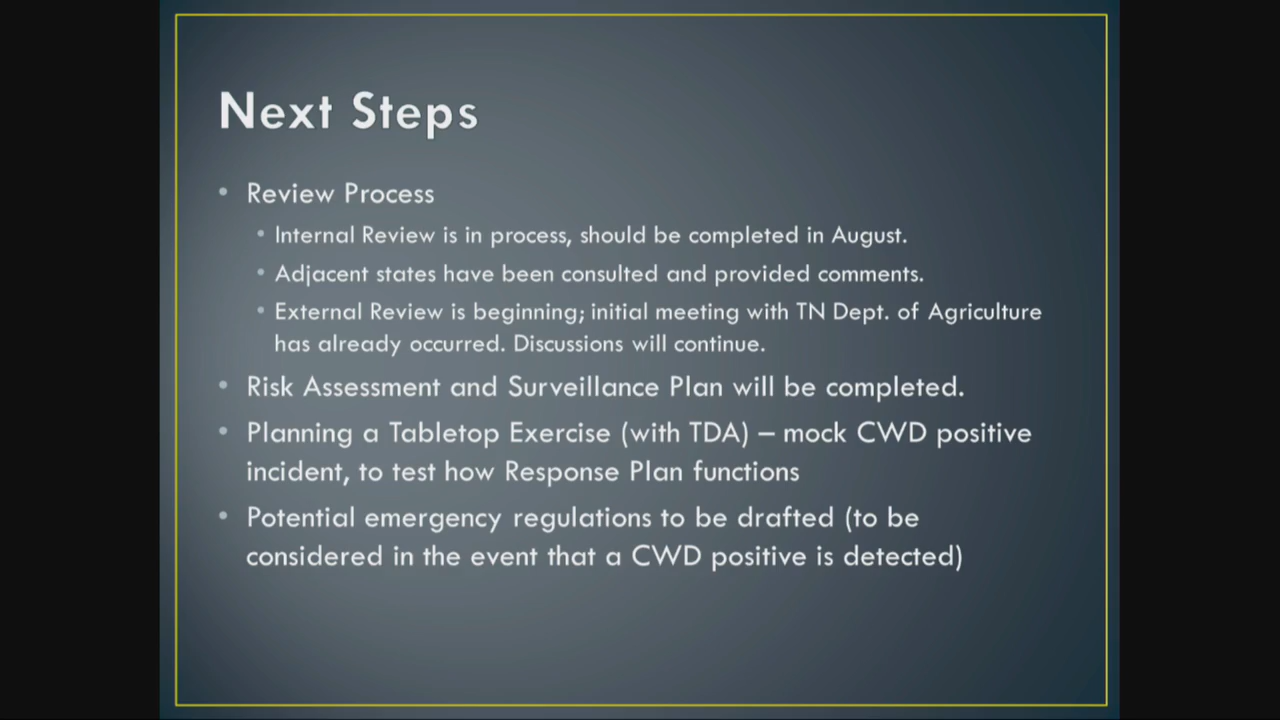 Next Steps
• Review Process
• Internal Review is in process, should be completed in August.
• Adjacent states have been consulted and provided comments.
• External Review is beginning; initial meeting with TN Dept. of Agriculture
has already occurred. Discussions will continue.
• Risk Assessment and Surveillance Plan will be completed.
• Planning a Tabletop Exercise (with TDA) – mock CWD positive
incident, to test how Response Plan functions
• Potential emergency regulations to be drafted (to be
considered in the event that a CWD positive is detected)